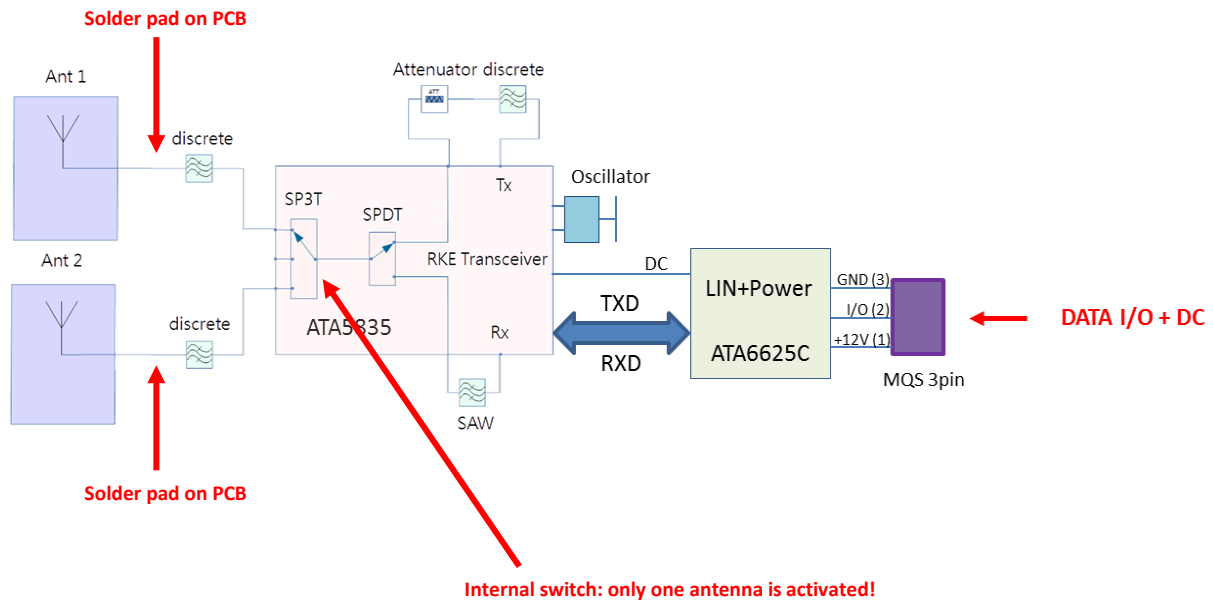 Solder pad on PCB
Ant 1
Attenuator discrete
ATT
discrete
Tx
Oscillator
SP3T
SPDT
Ant 2
RKE Transceiver
DC
LIN+Power
GND (3)
TXD
I/O (2)
DATA I/O + DC
discrete
ATA5835
Rx
+12V (1)
RXD
ATA6625C
MQS 3pin
SAW
Solder pad on PCB
Internal switch: only one antenna is activated!